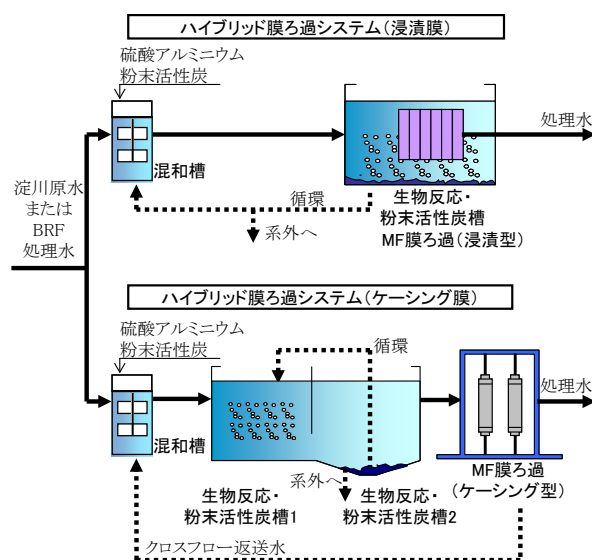 ハイブリッド膜ろ過システム(浸漬膜)
硫酸アルミニウム
粉末活性炭
処理水
混和槽
淀川原水
または
BRF
処理水
循環
系外へ
生物反応・
粉末活性炭槽
MF膜ろ過(浸漬型)
ハイブリッド膜ろ過システム(ケーシング膜)
硫酸アルミニウム
粉末活性炭
循環
処理水
混和槽
系外へ
生物反応・
粉末活性炭槽1
生物反応・
粉末活性炭槽2
MF膜ろ過
(ケーシング型)
クロスフロー返送水